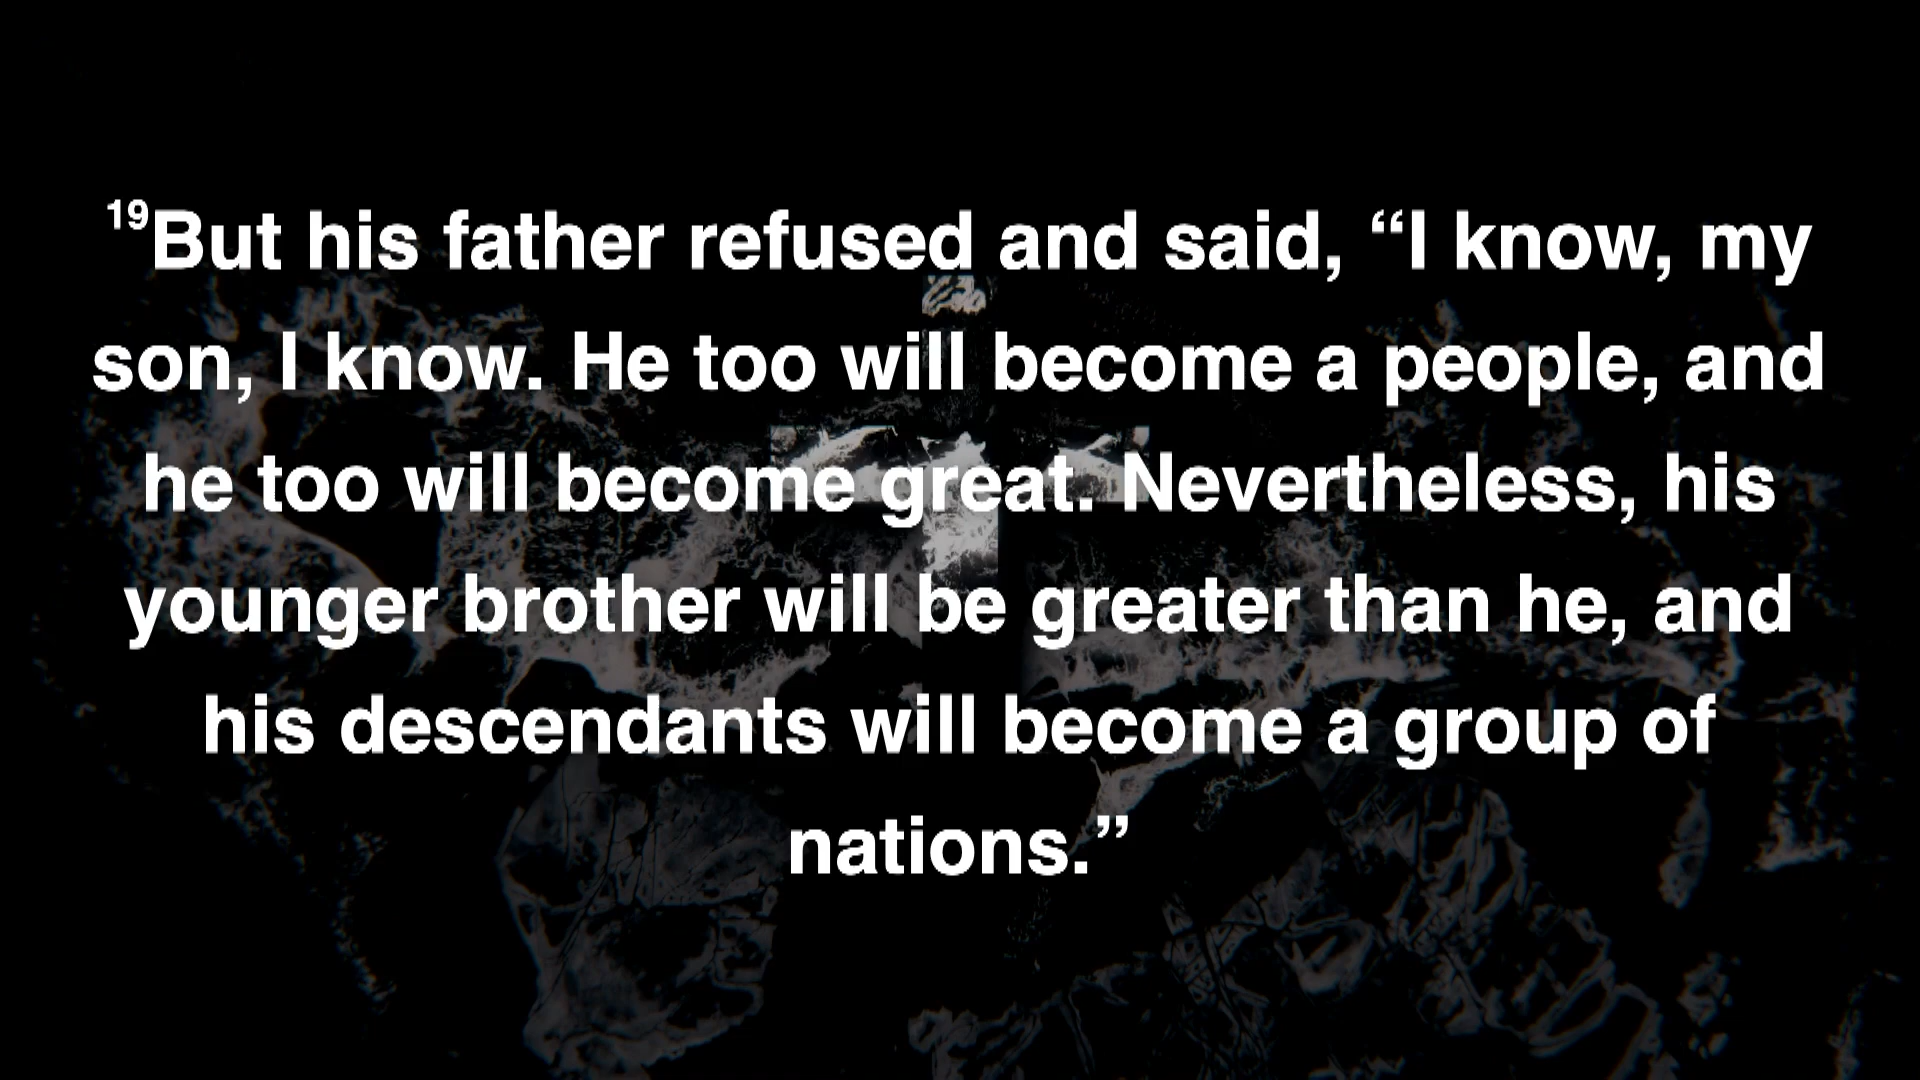 19But his father refused and said, “I know, my
son, I know. He too will become a people, and
he too will become great. Nevertheless, his
younger brother will be greater than he, and
his descendants will become a group of
nations.”